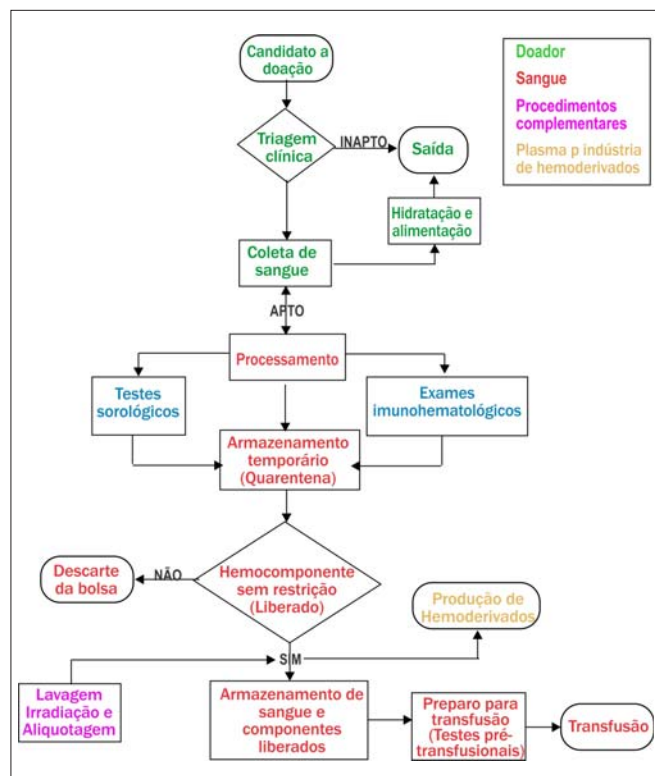 Candidato a
doação
Doador
Sangue
Procedimentos
complementares
Plasma p indústria
de hemoderivados
Triagem
clínica
INAPTO
Saída
Hidratação e
alimentação
Coleta de
sangue
APTO
Processamento
Testes
sorológicos
Exames
imunohematológicos
Armazenamento
temporário
(Quarentena)
Descarte
da bolsa
NÃO
Hemocomponente
sem restrição
(Liberado)
Produção de
Hemoderivados
SIM
Lavagem
Irradiação e
Aliquotagem
Armazenamento de
sangue e
componentes
liberados
Preparo para
transfusão
(Testes pré-
transfusionais)
Transfusão